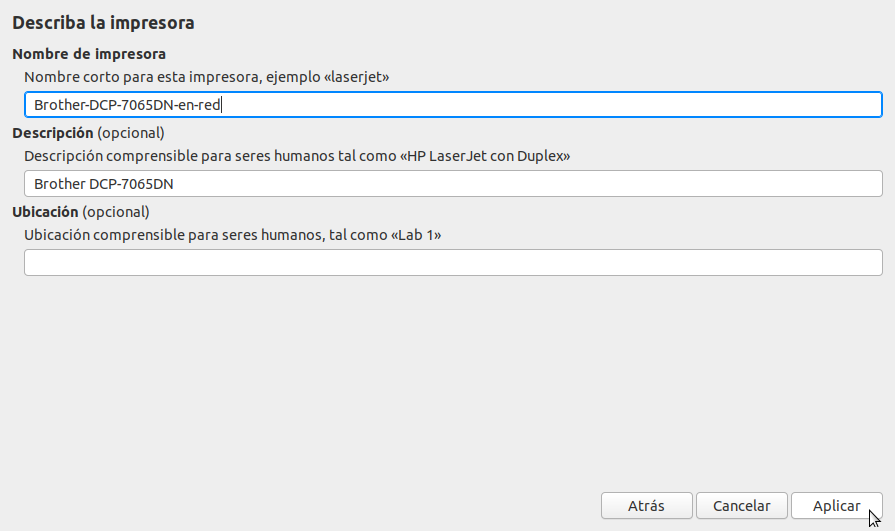 Describa la impresora
Nombre de impresora
Nombre corto para esta impresora, ejemplo «laserjet»
Brother-DCP-7065DN-en-red
Descripción (opcional)
Descripción comprensible para seres humanos tal como «HP LaserJet con Duplex»
Brother DCP-7065DN
Ubicación (opcional)
Ubicación comprensible para seres humanos, tal como «Lab 1»
Atrás Cancelar Aplicar